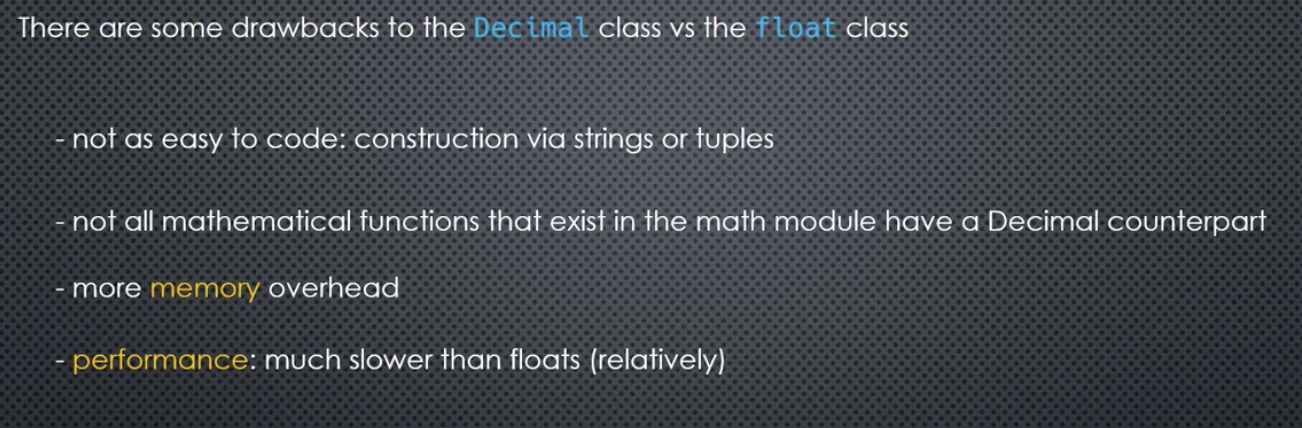 There are some drawbacks to the Decimal class vs the float class
- not as easy to code: construction via strings or tuples
- not all mathematical functions that exist in the math module have a Decimal counterpart
- more memory overhead
- performance: much slower than floats (relatively)